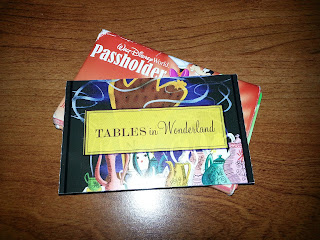 Walt Disney World
Passholder
TABLES in Wonderland